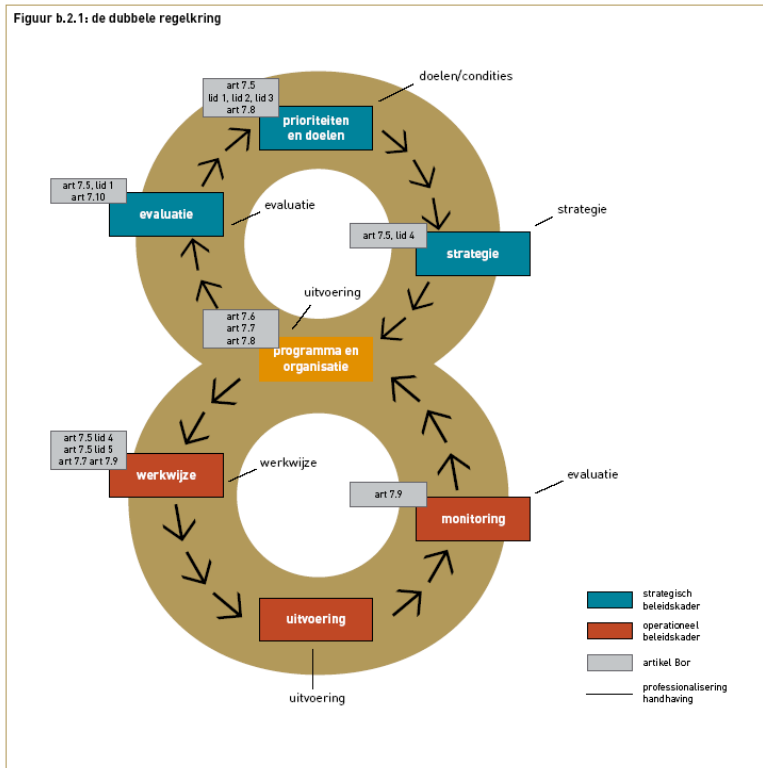 Figuur b.2.1: de dubbele regelkring
doelen/condities
art 7.5
lid 1, lid 2, lid 3
art 7.8
prioriteiten
en doelen
art 7.5, lid 1
art 7.10
evaluatie
evaluatie
strategie
art 7.5, lid 4
strategie
uitvoering
art 7.6
art 7.7
art 7.8
programma en
organisatie
art 7.5 lid 4
art 7.5 lid 5
art 7.7 art 7.9
werkwijze
werkwijze
evaluatie
art 7.9
monitoring
uitvoering
uitvoering
strategisch
beleidskader
operationeel
beleidskader
artikel Bor
professionalisering
handhaving